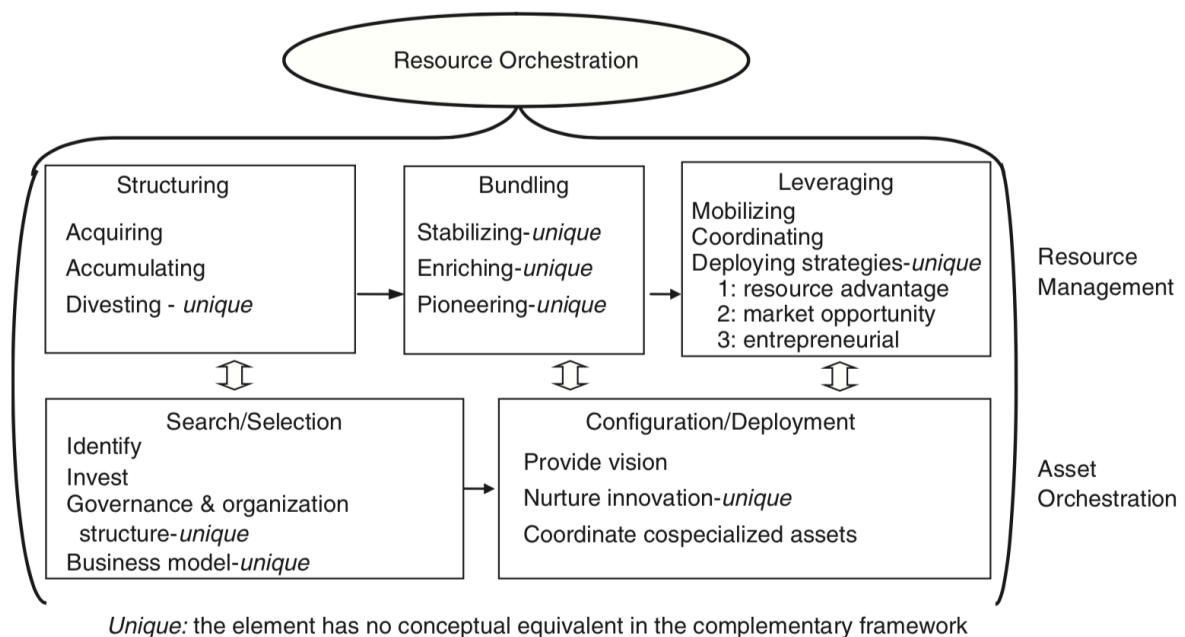 Resource Orchestration
Structuring
Acquiring
Accumulating
Divesting - unique
Bundling
Stabilizing-unique
Enriching-unique
Pioneering-unique
Leveraging
Mobilizing
Coordinating
Deploying strategies-unique
1: resource advantage
2: market opportunity
3: entrepreneurial
Resource
Management
Search/Selection
Identify
Invest
Governance & organization
structure-unique
Business model-unique
Configuration/Deployment
Provide vision
Nurture innovation-unique
Coordinate cospecialized assets
Asset
Orchestration
Unique: the element has no conceptual equivalent in the complementary framework